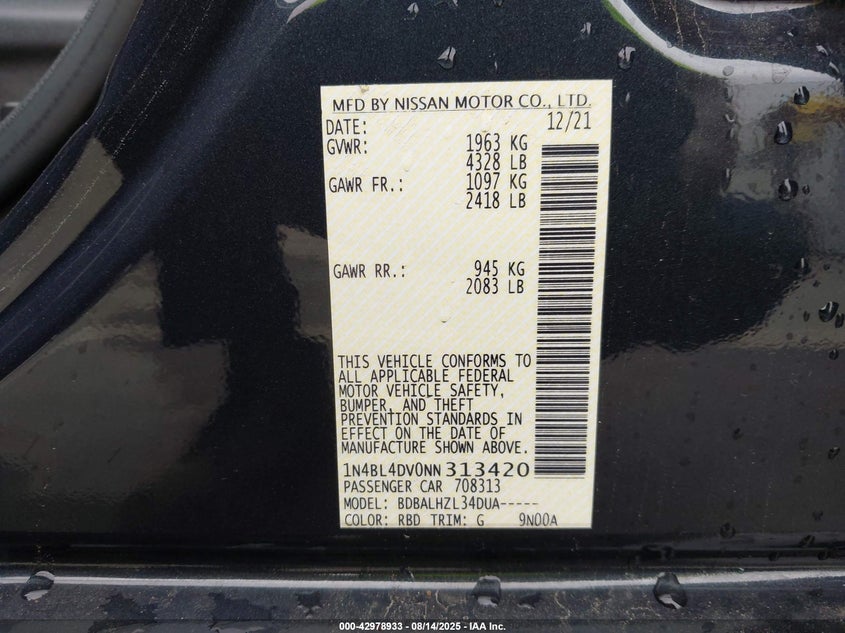 MFD BY NISSAN MOTOR CO., LTD.
DATE: 12/21
GVWR: 1963 KG
4328 LB
GAWR FR.: 1097 KG
2418 LB
GAWR RR.: 945 KG
2083 LB
THIS VEHICLE CONFORMS TO
ALL APPLICABLE FEDERAL
MOTOR VEHICLE SAFETY,
BUMPER, AND THEFT
PREVENTION STANDARDS IN
EFFECT ON THE DATE OF
MANUFACTURE SHOWN ABOVE.
1N4BL4DV0NN313420
PASSENGER CAR 708313
MODEL: BDBALHZL34DUA-----
COLOR: RBD TRIM: G 9N00A
000-42978933 - 08/14/2025 - IAA Inc.